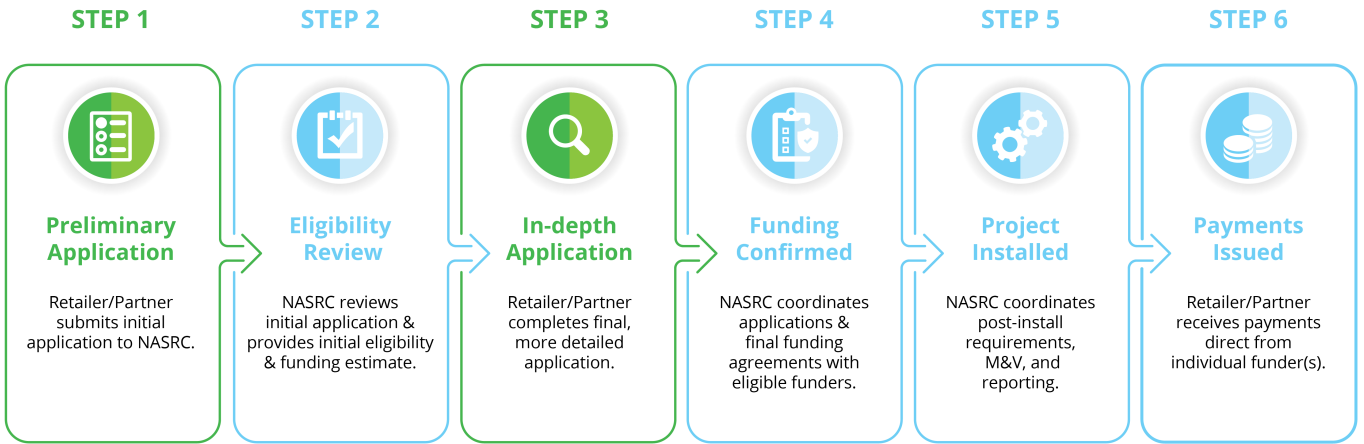 STEP 1
Preliminary
Application
Retailer/Partner
submits initial
application to NASRC.
STEP 2
Eligibility
Review
NASRC reviews
initial application &
provides initial eligibility
& funding estimate.
STEP 3
In-depth
Application
Retailer/Partner
completes final,
more detailed
application.
STEP 4
Funding
Confirmed
NASRC coordinates
applications &
final funding
agreements with
eligible funders.
STEP 5
Project
Installed
NASRC coordinates
post-install
requirements,
M&V, and
reporting.
STEP 6
Payments
Issued
Retailer/Partner
receives payments
direct from
individual funder(s).